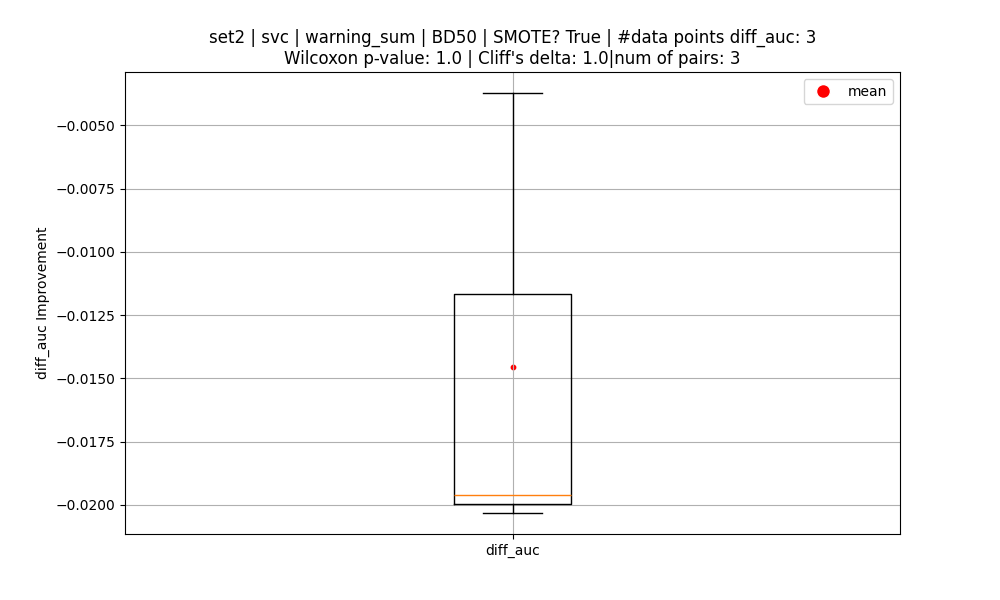 set2 | svc | warning_sum | BD50 | SMOTE? True | #data points diff_auc: 3
Wilcoxon p-value: 1.0 | Cliff's delta: 1.0|num of pairs: 3
mean
−0.0050
−0.0075
−0.0100
−0.0125
−0.0150
−0.0175
−0.0200
diff_auc Improvement
diff_auc